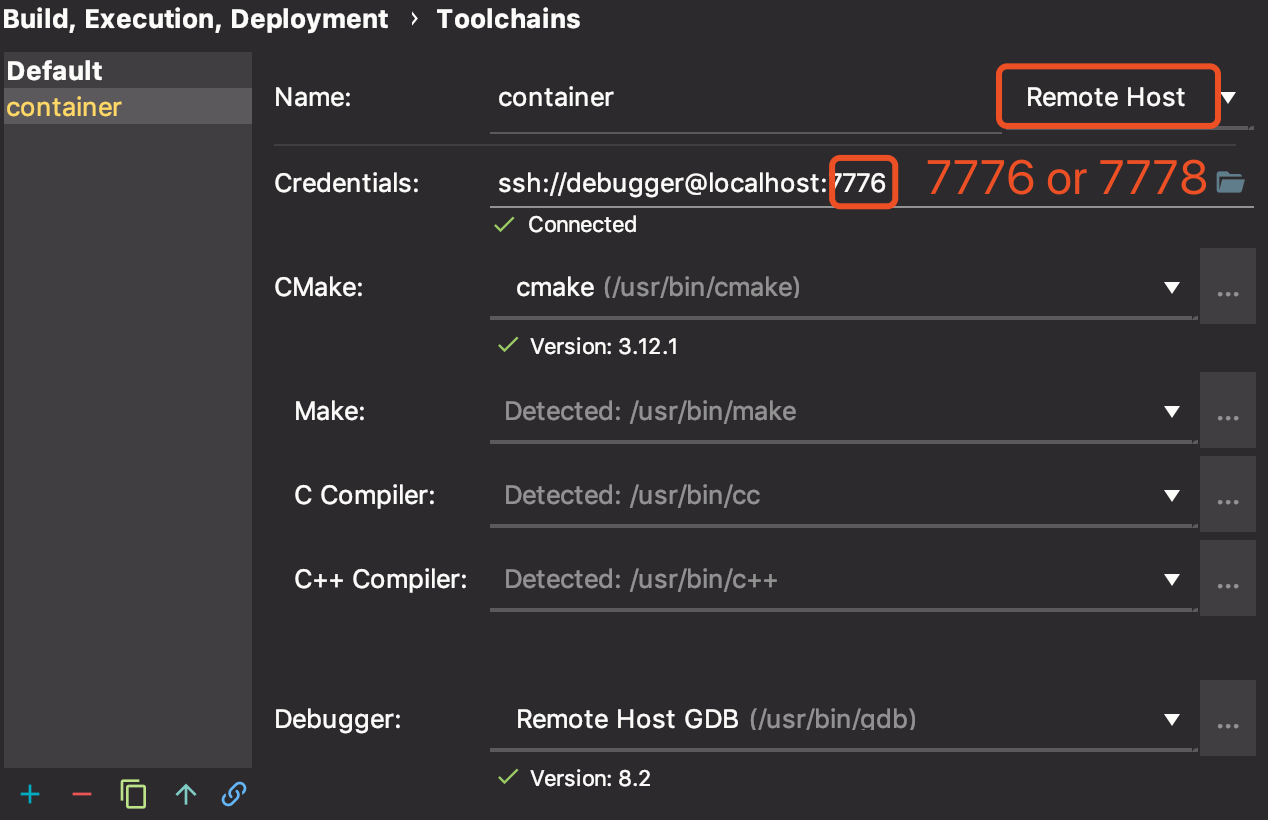 Build, Execution, Deployment › Toolchains
Default
container
Name: container Remote Host
Credentials: ssh://debugger@localhost:7776 7776 or 7778
Connected
CMake: cmake (/usr/bin/cmake) ...
Version: 3.12.1
Make: Detected: /usr/bin/make ...
C Compiler: Detected: /usr/bin/cc ...
C++ Compiler: Detected: /usr/bin/c++ ...
Debugger: Remote Host GDB (/usr/bin/gdb) ...
Version: 8.2